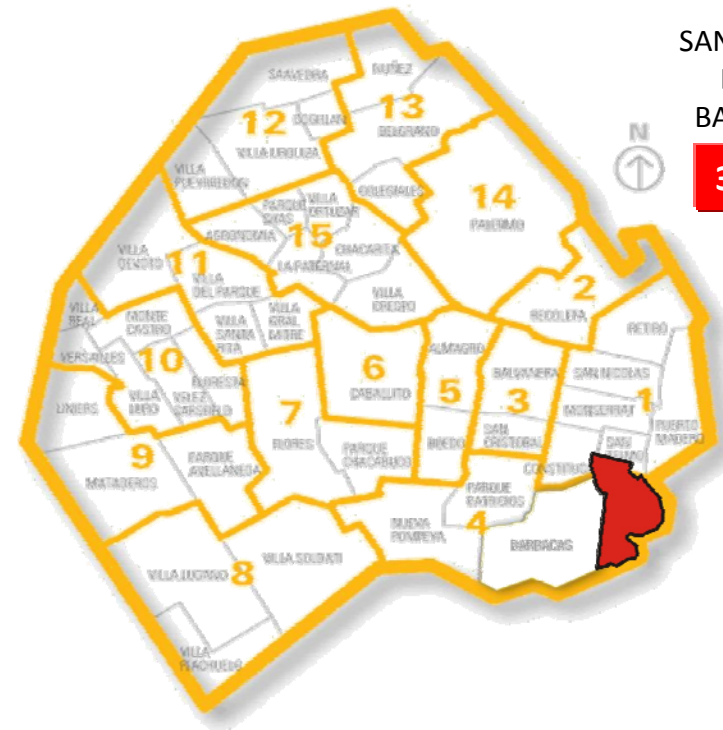 SAN
BA
N
3
SAAVEDRA
NUÑEZ
13
12
COGHLAN
BELGRANO
VILLA URQUIZA
VILLA
PUEYRREDON
COLEGIALES
14
PALERMO
PARQUE
CHAS
VILLA
ORTUZAR
AGRONOMIA
15
CHACARITA
LA PATERNAL
VILLA
DEVOTO
11
VILLA
DEL PARQUE
VILLA
CRESPO
2
RECOLETA
VILLA
REAL
MONTE
CASTRO
VILLA
SANTA
RITA
VILLA
GRAL
MITRE
RETIRO
VERSALLES
10
FLORESTA
6
CABALLITO
ALMAGRO
5
BALVANERA
3
SAN NICOLAS
MONSERRAT
1
PUERTO
MADERO
LINIERS
VILLA
LURO
VELEZ
SARSFIELD
7
FLORES
BOEDO
SAN
CRISTOBAL
SAN
TELMO
9
MATADEROS
PARQUE
AVELLANEDA
PARQUE
CHACABUCO
CONSTITUC
PARQUE
PATRICIOS
NUEVA
POMPEYA
4
BARRACAS
VILLA LUGANO
8
VILLA SOLDATI
VILLA
RIACHUELO